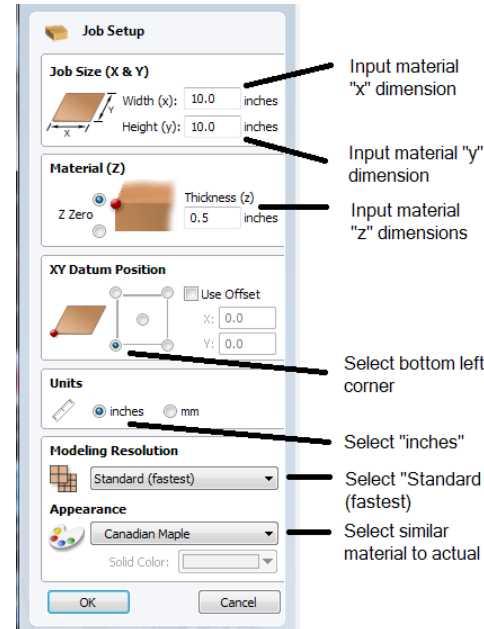 Job Setup
Job Size (X & Y)
Width (x): 10.0 inches
Height (y): 10.0 inches
Y
X
Material (Z)
Z Zero
Thickness (z)
0.5 inches
XY Datum Position
Use Offset
X: 0.0
Y: 0.0
Units
inches mm
Modeling Resolution
Standard (fastest)
Appearance
Canadian Maple
Solid Color:
OK Cancel
Input material
"x" dimension
Input material "y"
dimension
Input material
"z" dimensions
Select bottom left
corner
Select "inches"
Select "Standard
(fastest)
Select similar
material to actual